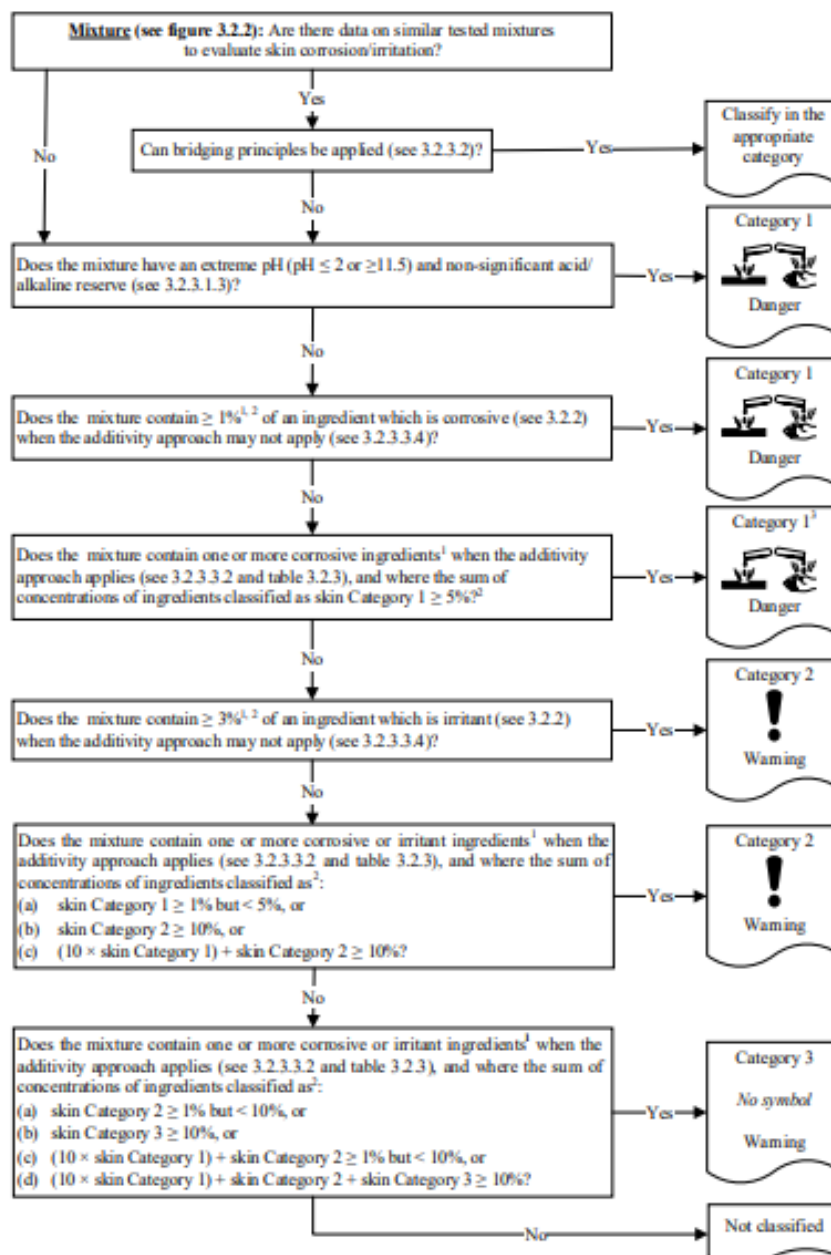 Mixture (see figure 3.2.2): Are there data on similar tested mixtures
to evaluate skin corrosion/irritation?
Yes
No
Can bridging principles be applied (see 3.2.3.2)?
Yes
Classify in the
appropriate
category
No
Does the mixture have an extreme pH (pH ≤ 2 or ≥11.5) and non-significant acid/
alkaline reserve (see 3.2.3.1.3)?
Yes
Category 1
Danger
No
Does the mixture contain ≥ 1%¹, ² of an ingredient which is corrosive (see 3.2.2)
when the additivity approach may not apply (see 3.2.3.3.4)?
Yes
Category 1
Danger
No
Does the mixture contain one or more corrosive ingredients¹ when the additivity
approach applies (see 3.2.3.3.2 and table 3.2.3), and where the sum of
concentrations of ingredients classified as skin Category 1 ≥ 5%?²
Yes
Category 1³
Danger
No
Does the mixture contain ≥ 3%¹, ² of an ingredient which is irritant (see 3.2.2)
when the additivity approach may not apply (see 3.2.3.3.4)?
Yes
Category 2
Warning
No
Does the mixture contain one or more corrosive or irritant ingredients¹ when the
additivity approach applies (see 3.2.3.3.2 and table 3.2.3), and where the sum of
concentrations of ingredients classified as²:
(a) skin Category 1 ≥ 1% but < 5%, or
(b) skin Category 2 ≥ 10%, or
(c) (10 × skin Category 1) + skin Category 2 ≥ 10%?
Yes
Category 2
Warning
No
Does the mixture contain one or more corrosive or irritant ingredients¹ when the
additivity approach applies (see 3.2.3.3.2 and table 3.2.3), and where the sum of
concentrations of ingredients classified as²:
(a) skin Category 2 ≥ 1% but < 10%, or
(b) skin Category 3 ≥ 10%, or
(c) (10 × skin Category 1) + skin Category 2 ≥ 1% but < 10%, or
(d) (10 × skin Category 1) + skin Category 2 + skin Category 3 ≥ 10%?
Yes
Category 3
No symbol
Warning
No
Not classified